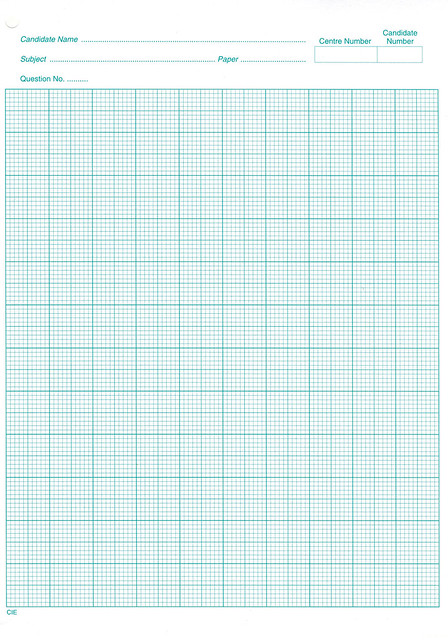 Candidate Name ............................................................
Centre Number
Candidate Number
Subject ............................................................ Paper ............................
Question No. ..........
CIE